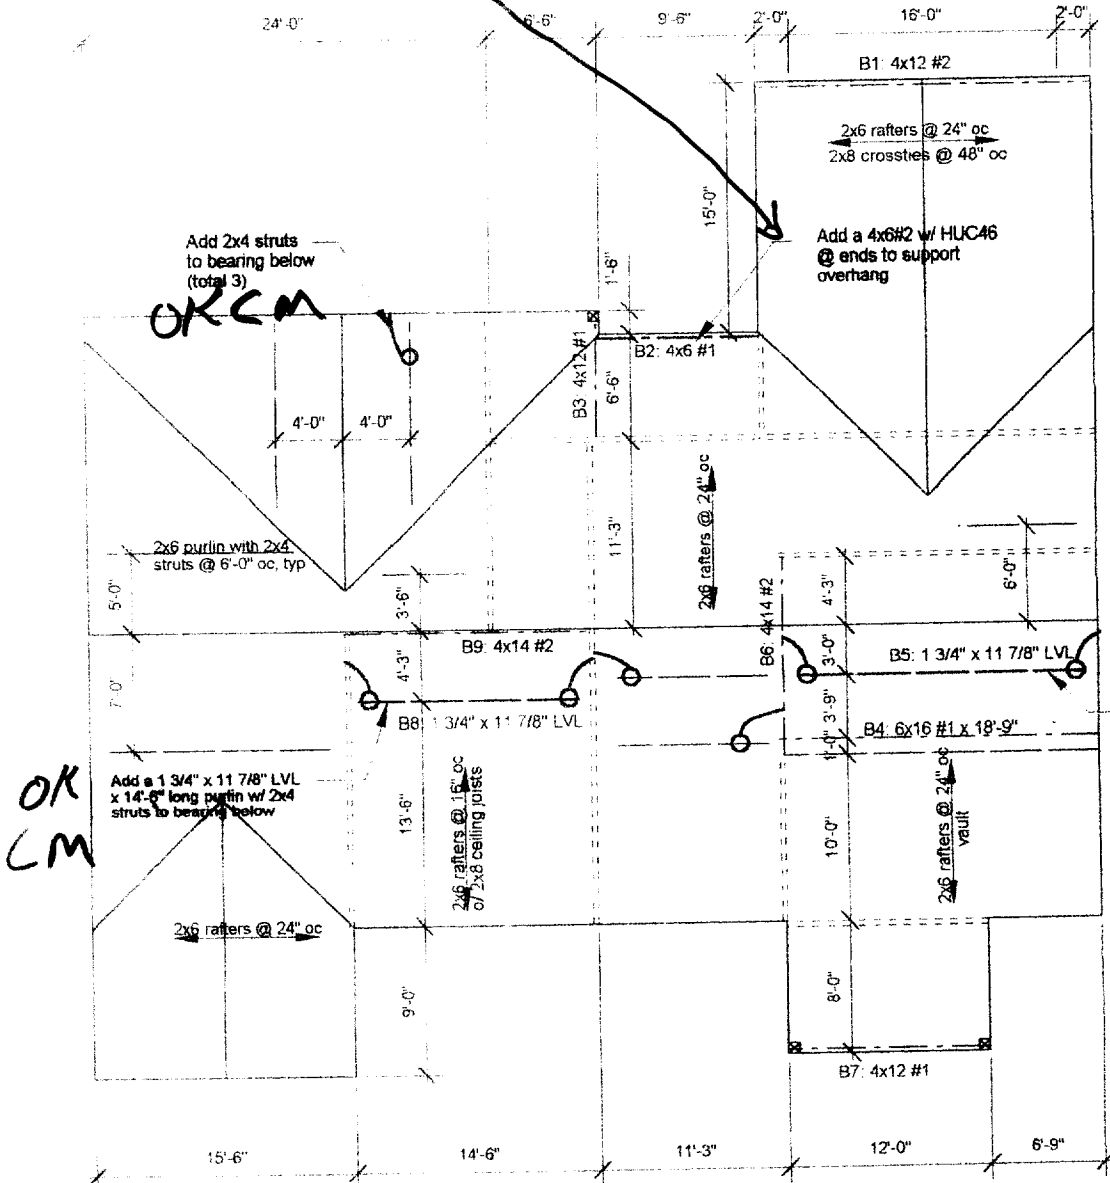 24'-0"
6'-6"
9'-6"
2'-0"
16'-0"
2'-0"
B1: 4x12 #2
2x6 rafters @ 24" oc
2x8 crossties @ 48" oc
15'-0"
Add a 4x6#2 w/ HUC46
@ ends to support
overhang
Add 2x4 struts
to bearing below
(total 3)
OK CM
1'-6"
B2: 4x6 #1
B3: 4x12 #1
6'-6"
4'-0"
4'-0"
11'-3"
2x6 rafters @ 24" oc
2x6 purlin with 2x4
struts @ 6'-0" oc, typ
5'-0"
3'-6"
6'-0"
4'-3"
B6: 4x14 #2
B9: 4x14 #2
4'-3"
3'-0"
B5: 1 3/4" x 11 7/8" LVL
7'-0"
B8: 1 3/4" x 11 7/8" LVL
3'-9"
B4: 6x16 #1 x 18'-9"
1'-0"
Add a 1 3/4" x 11 7/8" LVL
x 14'-6" long purlin w/ 2x4
struts to bearing below
OK
CM
13'-6"
2x6 rafters @ 16" oc
o/ 2x8 ceiling joists
10'-0"
2x6 rafters @ 24" oc
vault
2x6 rafters @ 24" oc
9'-0"
8'-0"
B7: 4x12 #1
15'-6"
14'-6"
11'-3"
12'-0"
6'-9"